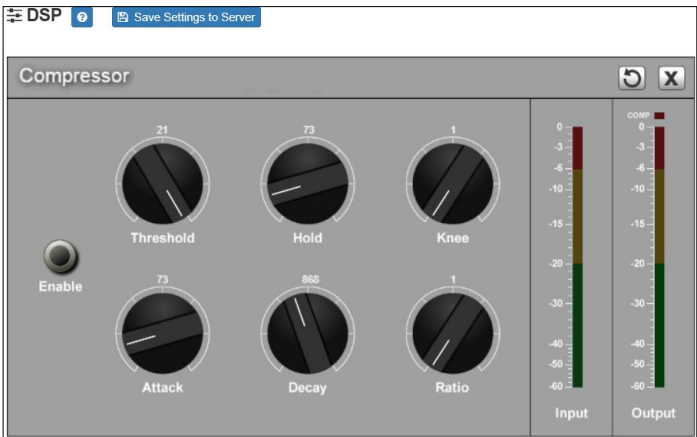 DSP ? Save Settings to Server
Compressor X
21 73 1
Threshold Hold Knee
Enable
73 868 1
Attack Decay Ratio
COMP
0 0
-3 -3
-6 -6
-10 -10
-15 -15
-20 -20
-30 -30
-40 -40
-50 -50
-60 -60
Input Output